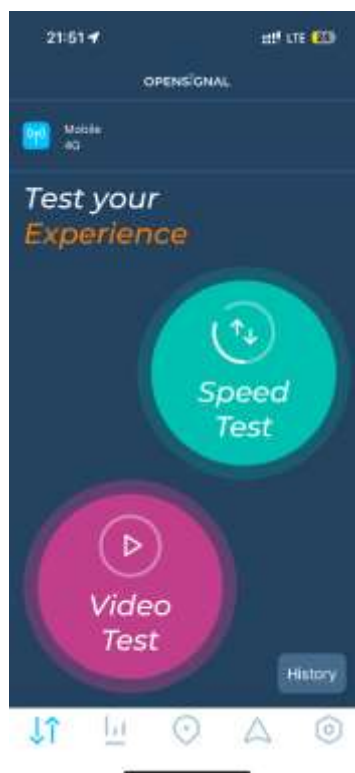 21:51
LTE
OPENSIGNAL
Mobile
4G
Test your
Experience
Speed
Test
Video
Test
History